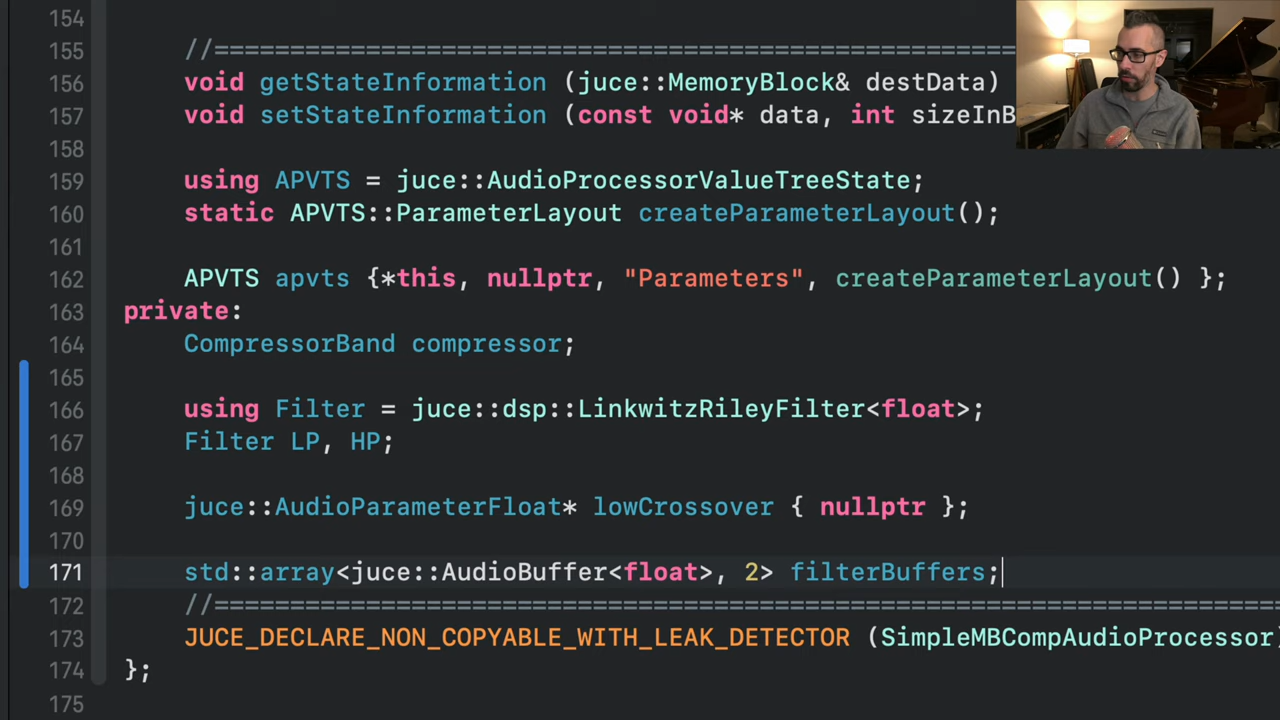 154
155 //=====================================================
156 void getStateInformation (juce::MemoryBlock& destData)
157 void setStateInformation (const void* data, int sizeInB
158
159 using APVTS = juce::AudioProcessorValueTreeState;
160 static APVTS::ParameterLayout createParameterLayout();
161
162 APVTS apvts {*this, nullptr, "Parameters", createParameterLayout() };
163 private:
164 CompressorBand compressor;
165
166 using Filter = juce::dsp::LinkwitzRileyFilter<float>;
167 Filter LP, HP;
168
169 juce::AudioParameterFloat* lowCrossover { nullptr };
170
171 std::array<juce::AudioBuffer<float>, 2> filterBuffers;
172 //======================================================================
173 JUCE_DECLARE_NON_COPYABLE_WITH_LEAK_DETECTOR (SimpleMBCompAudioProcessor)
174 };
175